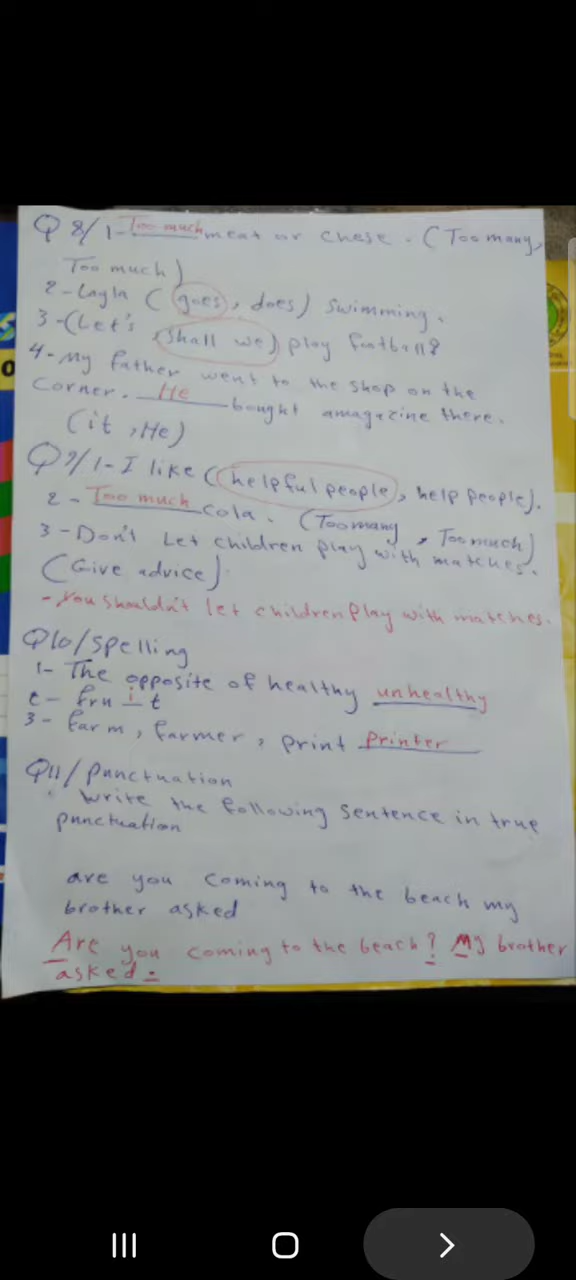 Q 8/ 1- Too much meat or chese. (Too many,
Too much)
2 - Layla (goes, does) swimming.
3 - (Let's, shall we) play football?
4 - My father went to the shop on the
corner. He bought amagazine there.
(it, He)
Q 9/ 1- I like (helpful people, help people).
2 - Too much cola. (Too many, Too much)
3 - Don't Let children play with matches.
(Give advice)
- You shouldn't let children Play with matches.
Q10/ Spelling
1- The opposite of healthy unhealthy
2 - fru i t
3 - farm, farmer, print Printer
Q11/ Punctuation
Write the following sentence in true
punctuation
are you coming to the beach my
brother asked
Are you coming to the beach? My brother
asked.